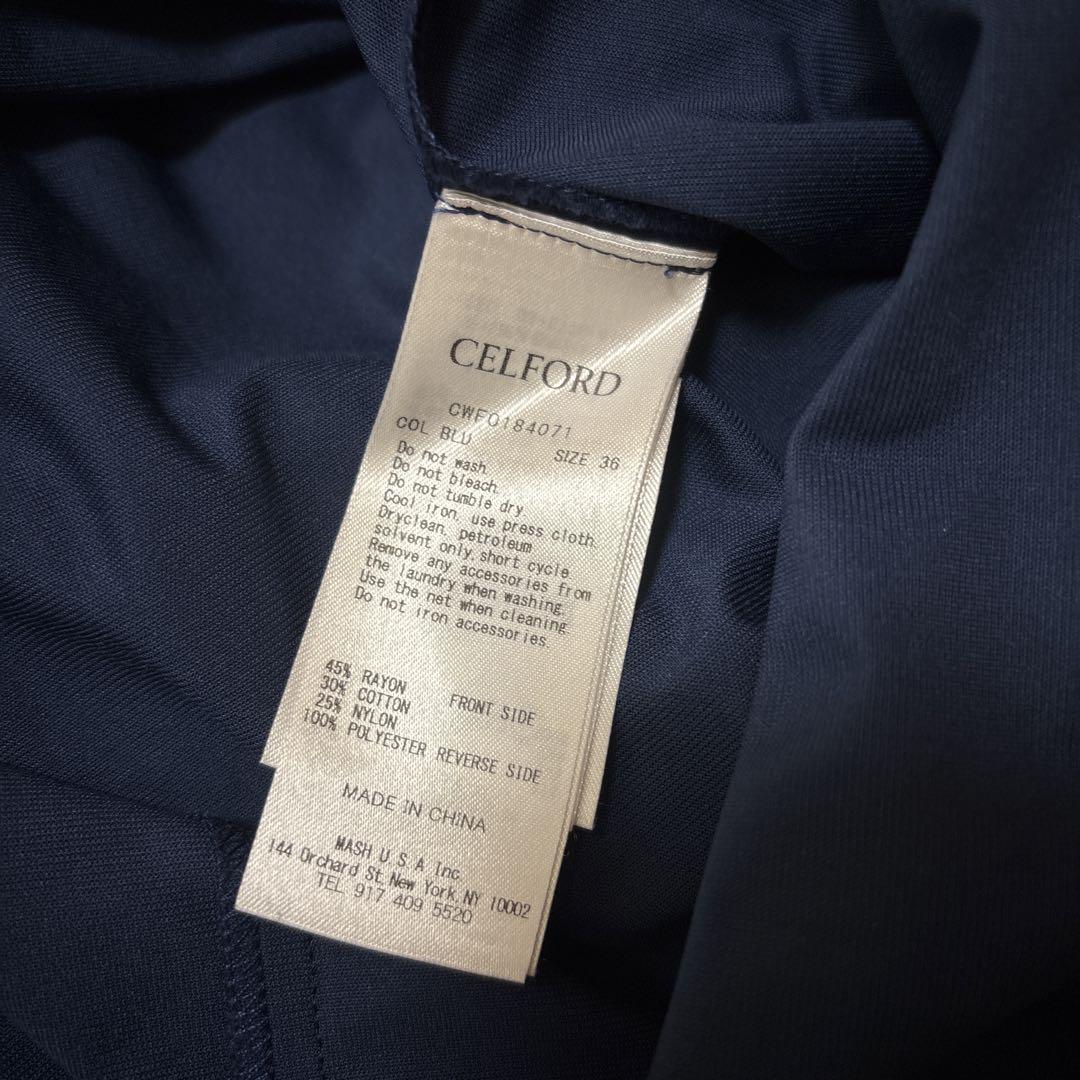 CELFORD
CWFO184071
COL BLU SIZE 36
Do not wash.
Do not bleach.
Do not tumble dry
Cool iron, use press cloth.
Dryclean, petroleum
solvent only, short cycle
Remove any accessories from
the laundry when washing.
Use the net when cleaning
Do not iron accessories.
45% RAYON
30% COTTON FRONT SIDE
25% NYLON
100% POLYESTER REVERSE SIDE
MADE IN CHINA
MASH U S A Inc
144 Orchard St. New York, NY 10002
TEL 917 409 5520